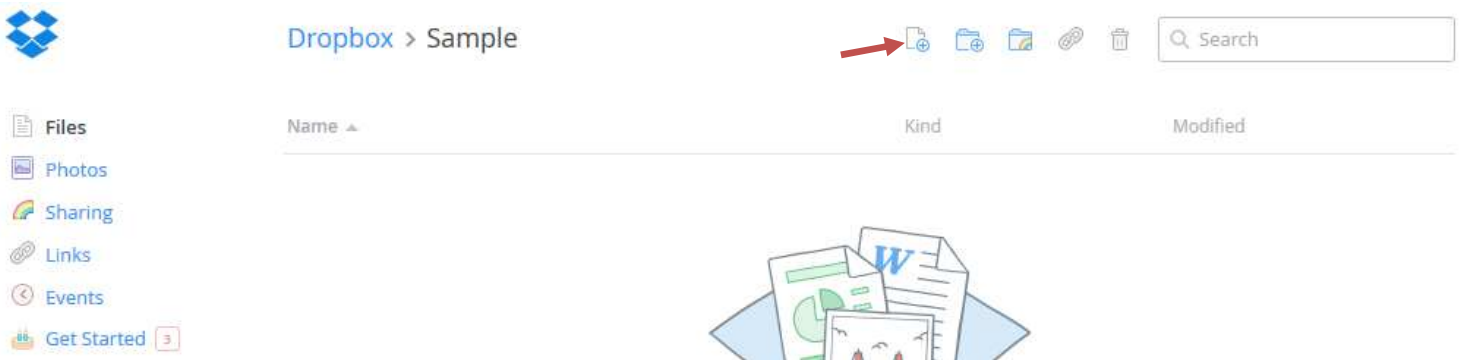 Dropbox > Sample
Search
Name Kind Modified
Files
Photos
Sharing
Links
Events
Get Started 3
W